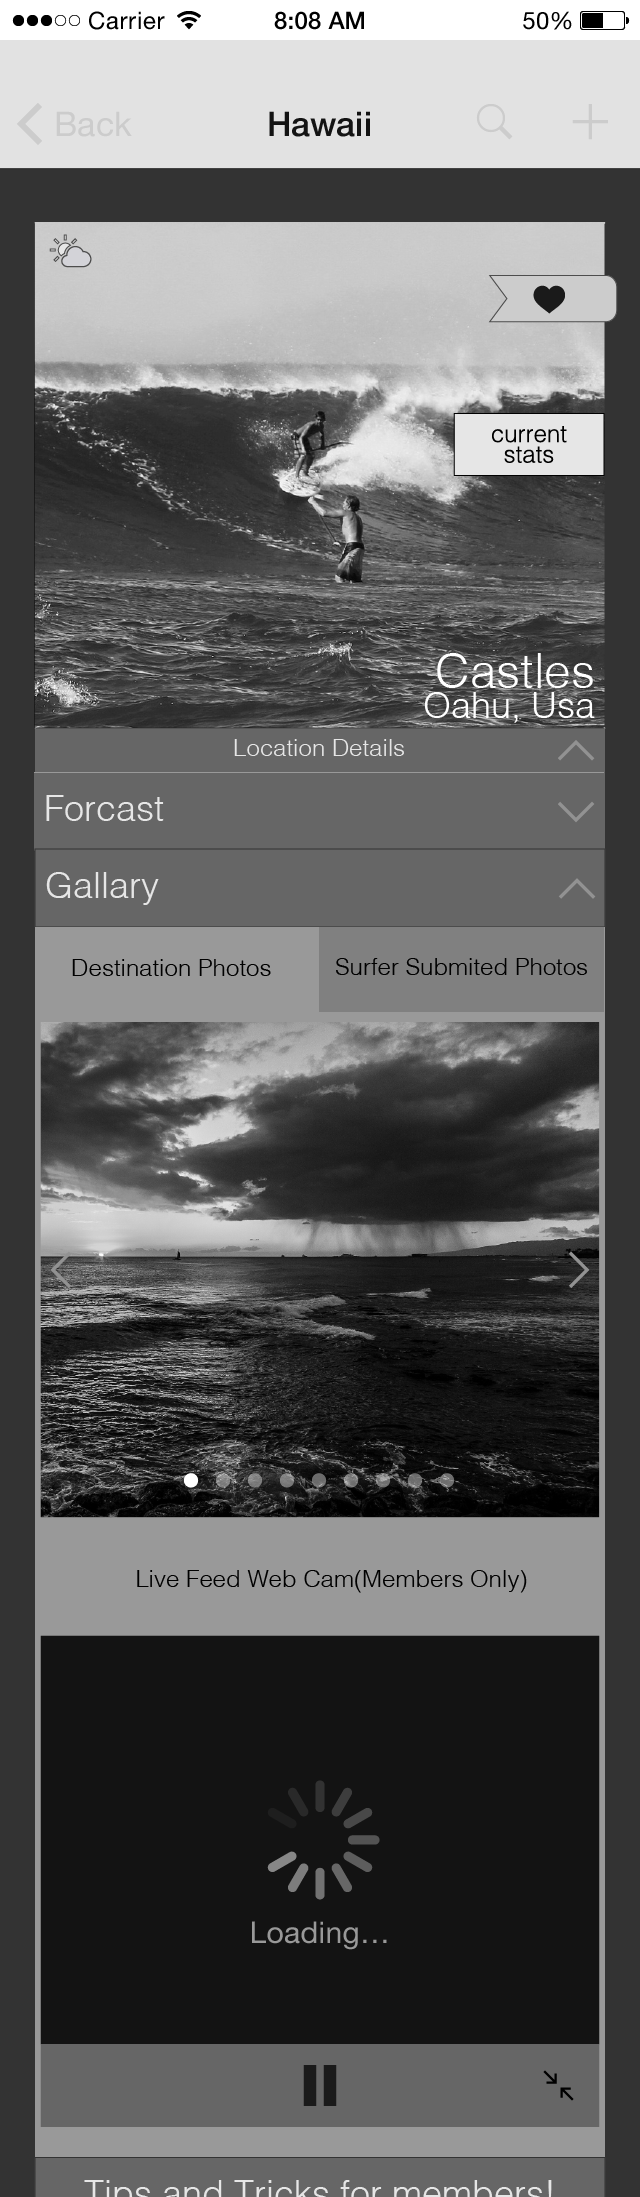 Carrier 8:08 AM 50%
Back Hawaii
current
stats
Castles
Oahu, Usa
Location Details
Forcast
Gallary
Destination Photos Surfer Submited Photos
Live Feed Web Cam(Members Only)
Loading...
Tips and Tricks for members!